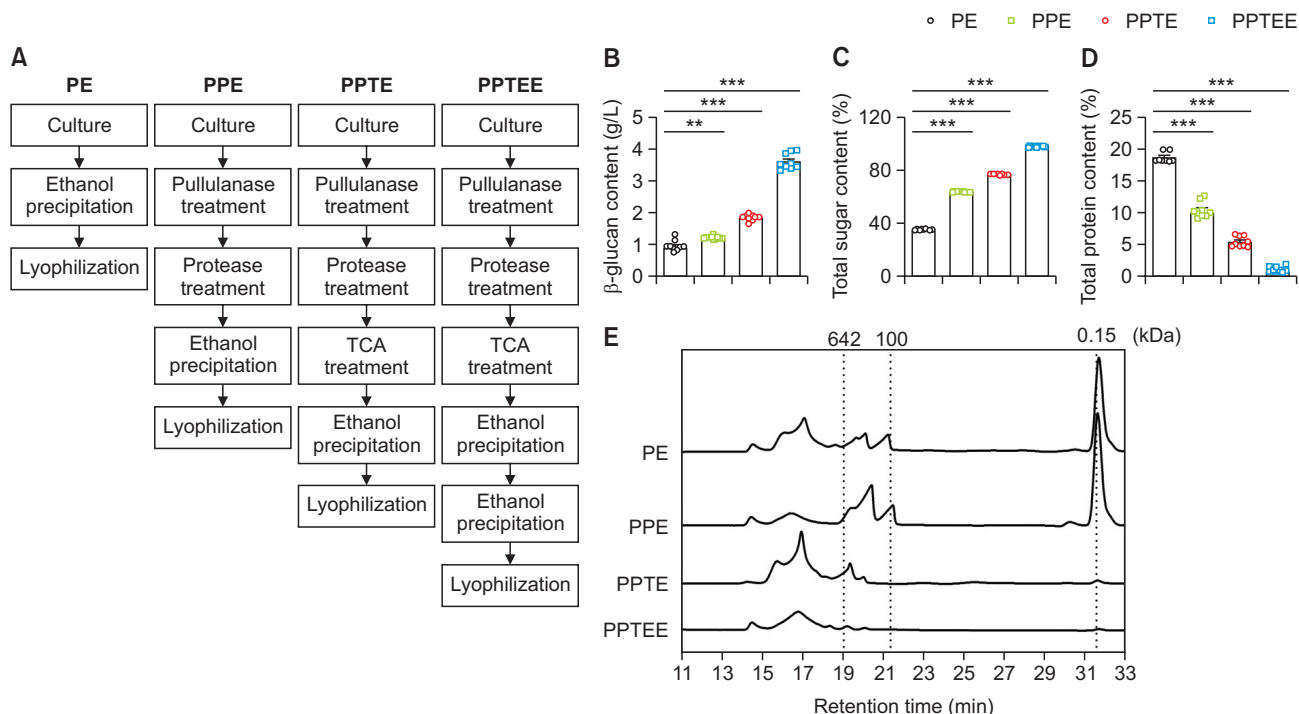 PE PPE PPTE PPTEE
A
PE PPE PPTE PPTEE
Culture Culture Culture Culture
Ethanol
precipitation
Pullulanase
treatment
Pullulanase
treatment
Pullulanase
treatment
Lyophilization
Protease
treatment
Protease
treatment
Protease
treatment
Ethanol
precipitation
TCA
treatment
TCA
treatment
Lyophilization
Ethanol
precipitation
Ethanol
precipitation
Lyophilization
Ethanol
precipitation
Lyophilization
B
***
***
**
β-glucan content (g/L)
5
4
3
2
1
0
C
***
***
***
Total sugar content (%)
120
80
40
0
D
***
***
***
Total protein content (%)
25
20
15
10
5
0
E
642 100 0.15 (kDa)
PE
PPE
PPTE
PPTEE
11 13 15 17 19 21 23 25 27 29 31 33
Retention time (min)